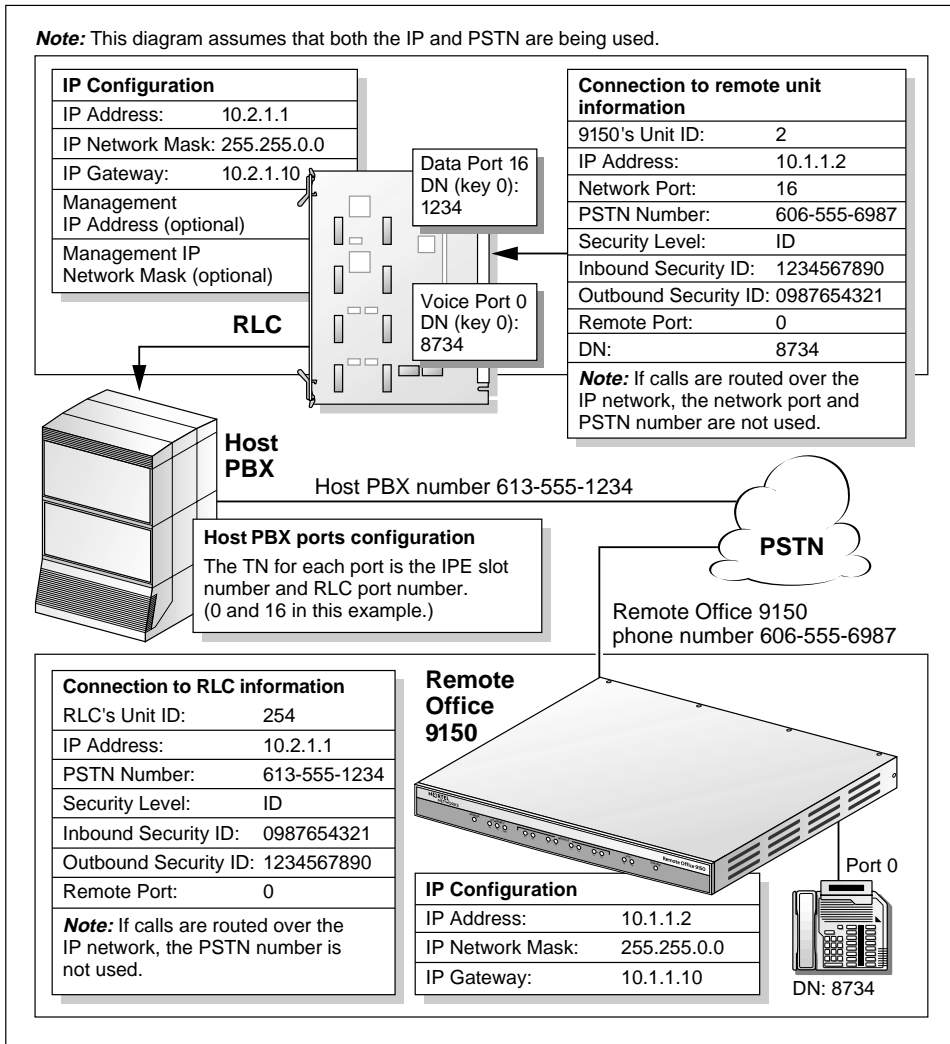 Note: This diagram assumes that both the IP and PSTN are being used.
IP Configuration
IP Address: 10.2.1.1
IP Network Mask: 255.255.0.0
IP Gateway: 10.2.1.10
Management
IP Address (optional)
Management IP
Network Mask (optional)
Data Port 16
DN (key 0):
1234
Voice Port 0
DN (key 0):
8734
RLC
Connection to remote unit
information
9150's Unit ID: 2
IP Address: 10.1.1.2
Network Port: 16
PSTN Number: 606-555-6987
Security Level: ID
Inbound Security ID: 1234567890
Outbound Security ID: 0987654321
Remote Port: 0
DN: 8734
Note: If calls are routed over the
IP network, the network port and
PSTN number are not used.
Host
PBX
Host PBX number 613-555-1234
PSTN
Host PBX ports configuration
The TN for each port is the IPE slot
number and RLC port number.
(0 and 16 in this example.)
Remote Office 9150
phone number 606-555-6987
Connection to RLC information
RLC's Unit ID: 254
IP Address: 10.2.1.1
PSTN Number: 613-555-1234
Security Level: ID
Inbound Security ID: 0987654321
Outbound Security ID: 1234567890
Remote Port: 0
Note: If calls are routed over the
IP network, the PSTN number is
not used.
Remote
Office
9150
NORTEL
NETWORKS
Remote Office 9150
Port 0
DN: 8734
IP Configuration
IP Address: 10.1.1.2
IP Network Mask: 255.255.0.0
IP Gateway: 10.1.1.10